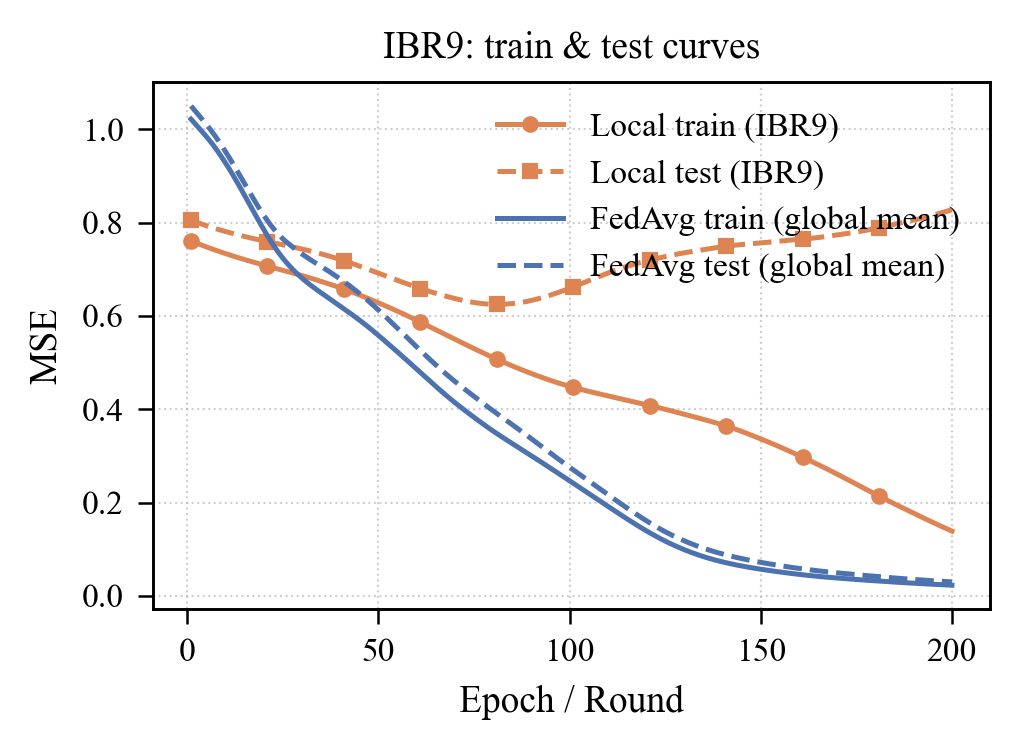 IBR9: train & test curves
Local train (IBR9)
Local test (IBR9)
FedAvg train (global mean)
FedAvg test (global mean)
MSE
1.0
0.8
0.6
0.4
0.2
0.0
0 50 100 150 200
Epoch / Round